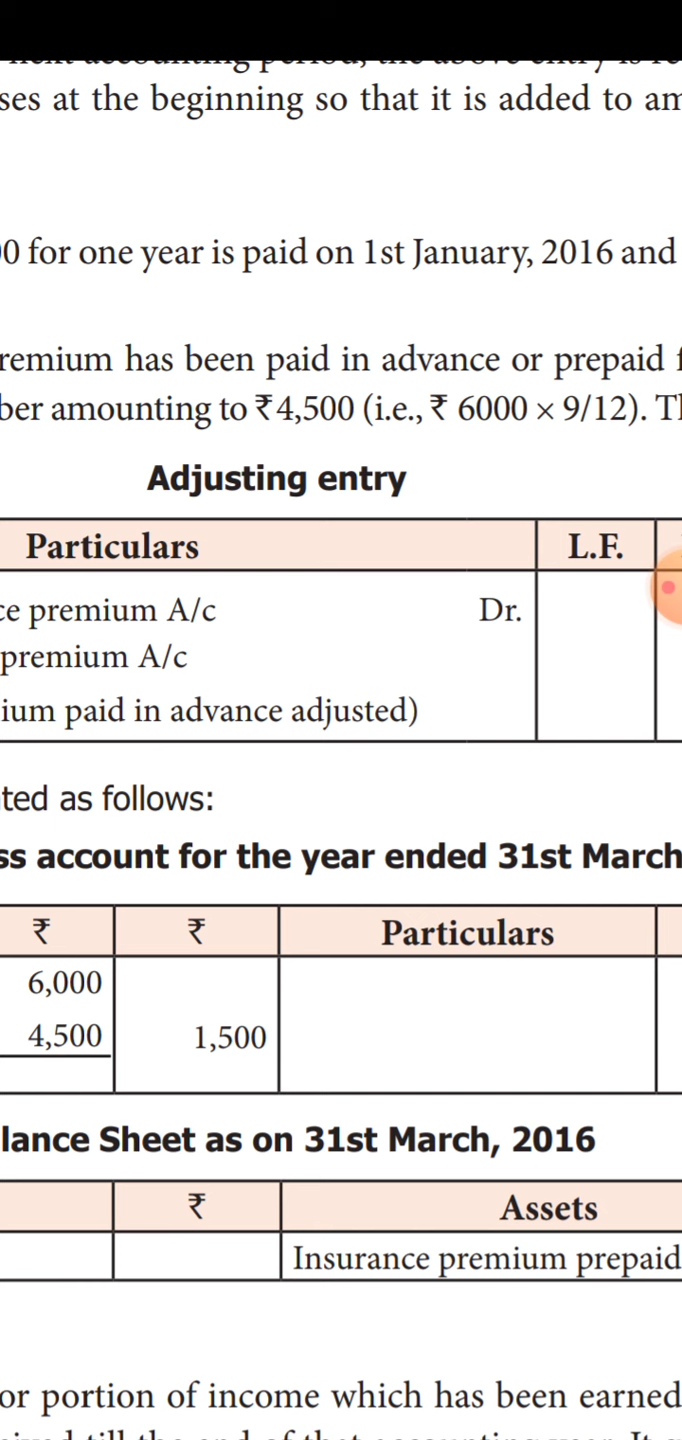 ses at the beginning so that it is added to am
00 for one year is paid on 1st January, 2016 and
remium has been paid in advance or prepaid f
ber amounting to ₹4,500 (i.e., ₹ 6000 × 9/12). Th
Adjusting entry
Particulars L.F.
ce premium A/c Dr.
premium A/c
ium paid in advance adjusted)
ted as follows:
ss account for the year ended 31st March
₹ ₹ Particulars
6,000
4,500 1,500
lance Sheet as on 31st March, 2016
₹ Assets
Insurance premium prepaid
or portion of income which has been earned